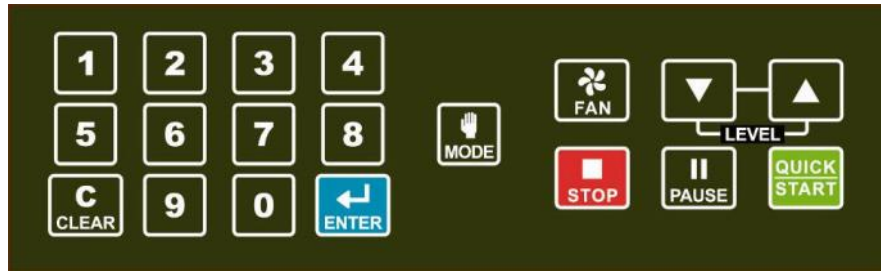 1 2 3 4
5 6 7 8
C
CLEAR
9 0
ENTER
MODE
FAN
LEVEL
STOP
PAUSE
QUICK
START